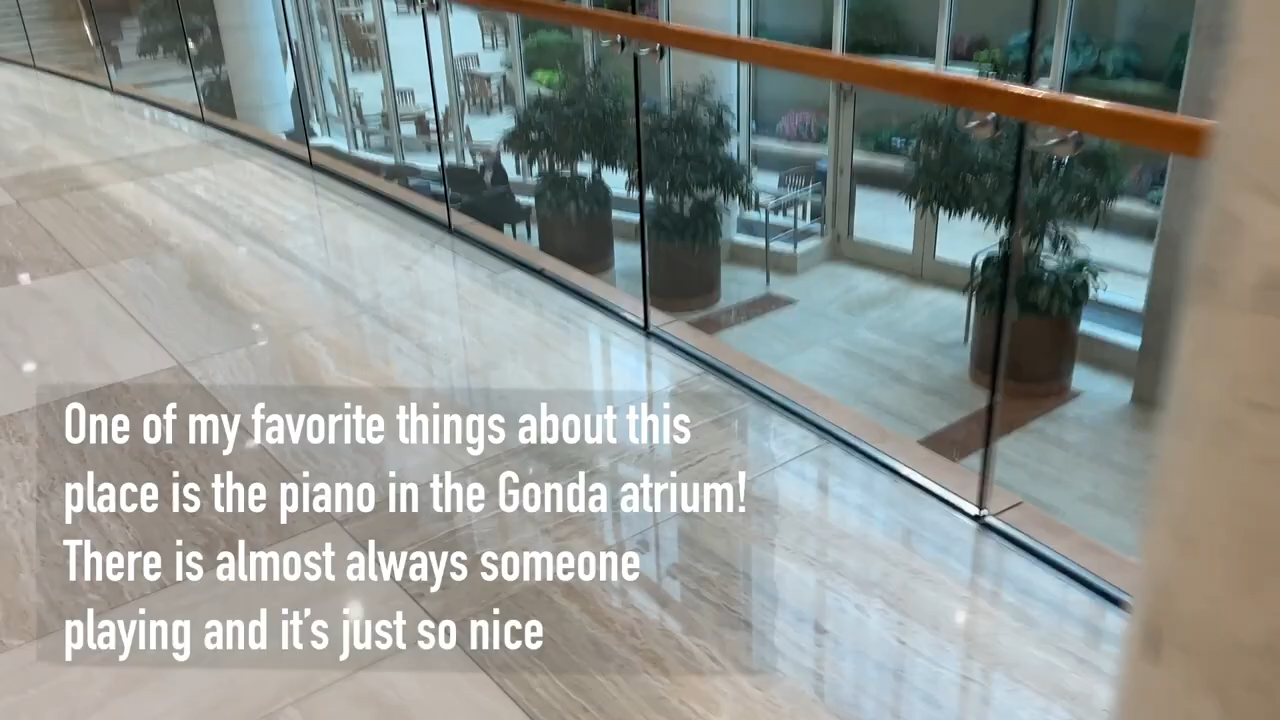 One of my favorite things about this
place is the piano in the Gonda atrium!
There is almost always someone
playing and it's just so nice